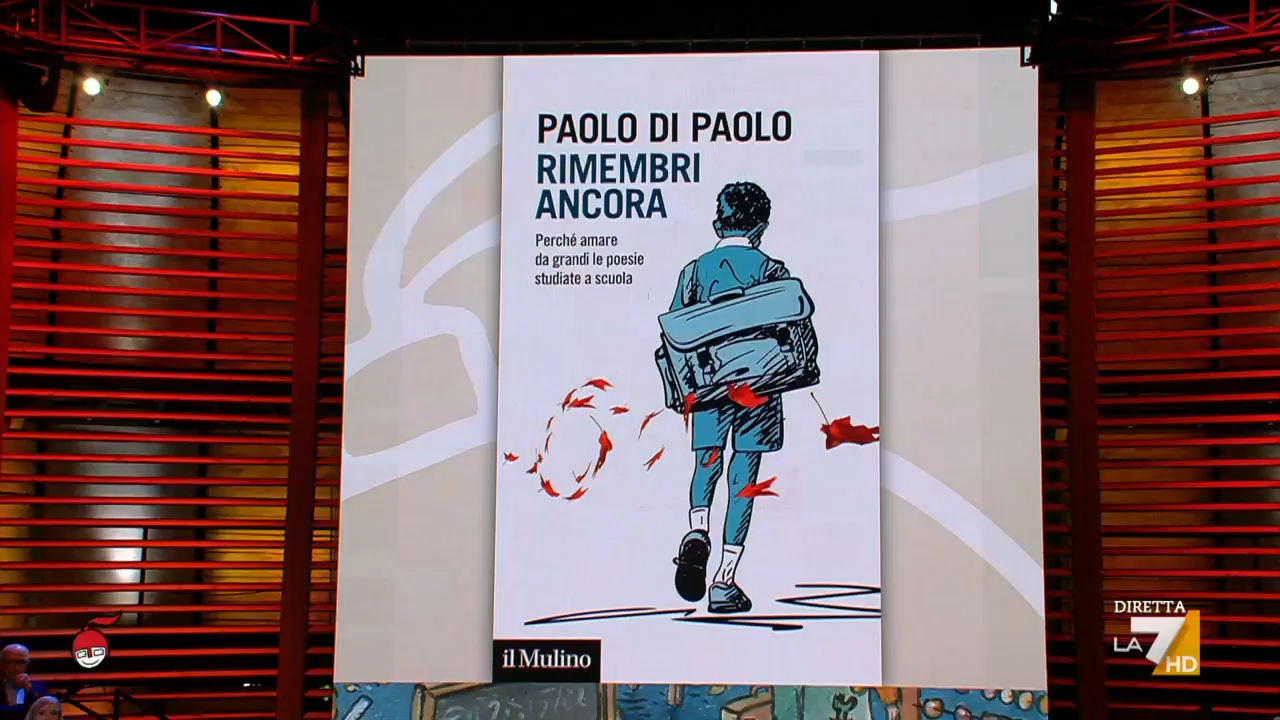 PAOLO DI PAOLO
RIMEMBRI
ANCORA
Perché amare
da grandi le poesie
studiate a scuola
il Mulino
DIRETTA
LA 7
HD